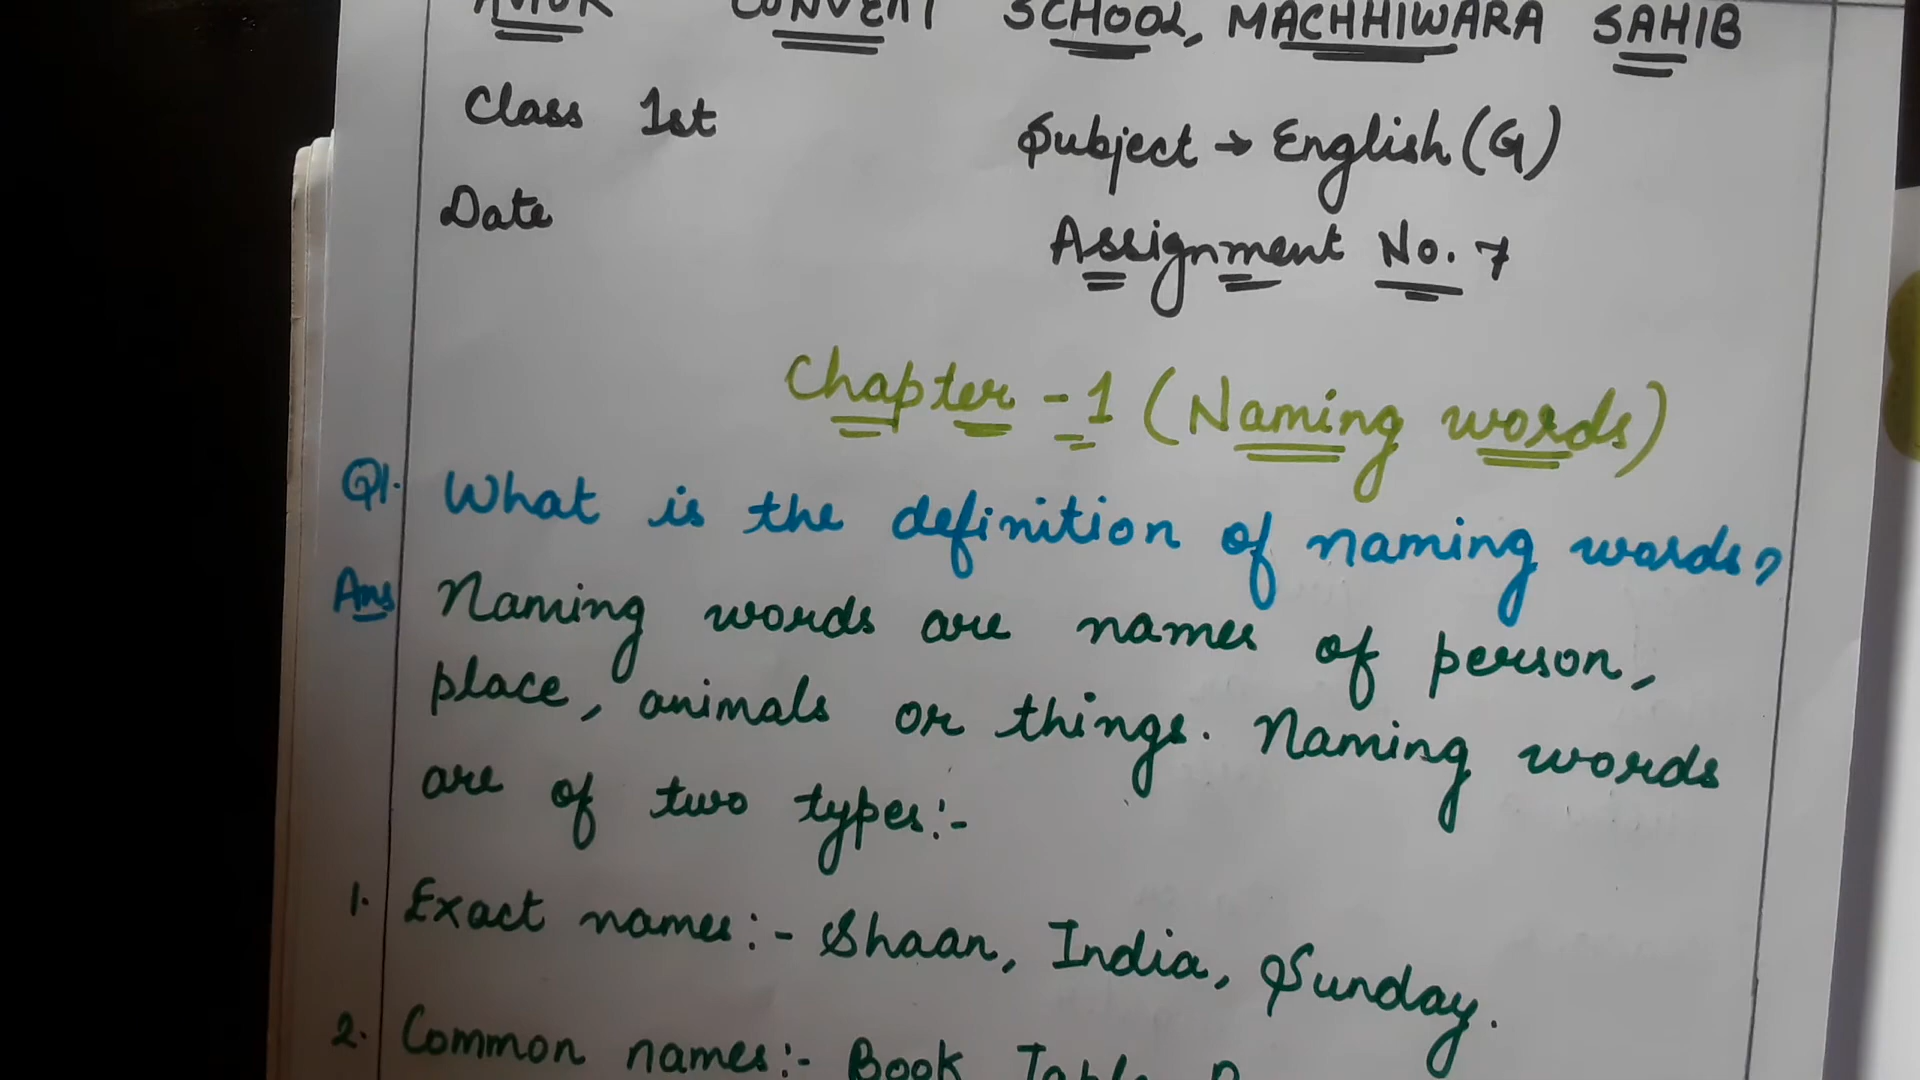 CONVENT SCHOOL, MACHHIWARA SAHIB
Class 1st Subject → English (G)
Date Assignment No. 7
Chapter - 1 (Naming words)
Q1. What is the definition of naming words?
Ans Naming words are names of person,
place, animals or things. Naming words
are of two types:-
1. Exact names:- Shaan, India, Sunday.
2. Common names:- Book Table